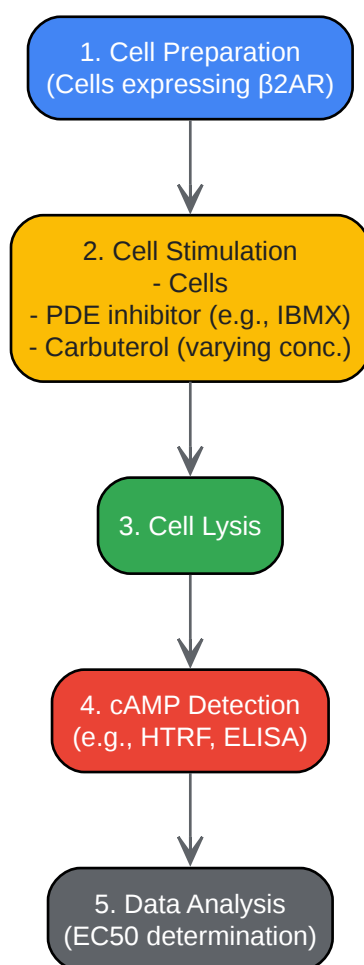 1. Cell Preparation
(Cells expressing β2AR)
2. Cell Stimulation
- Cells
- PDE inhibitor (e.g., IBMX)
- Carbuterol (varying conc.)
3. Cell Lysis
4. cAMP Detection
(e.g., HTRF, ELISA)
5. Data Analysis
(EC50 determination)